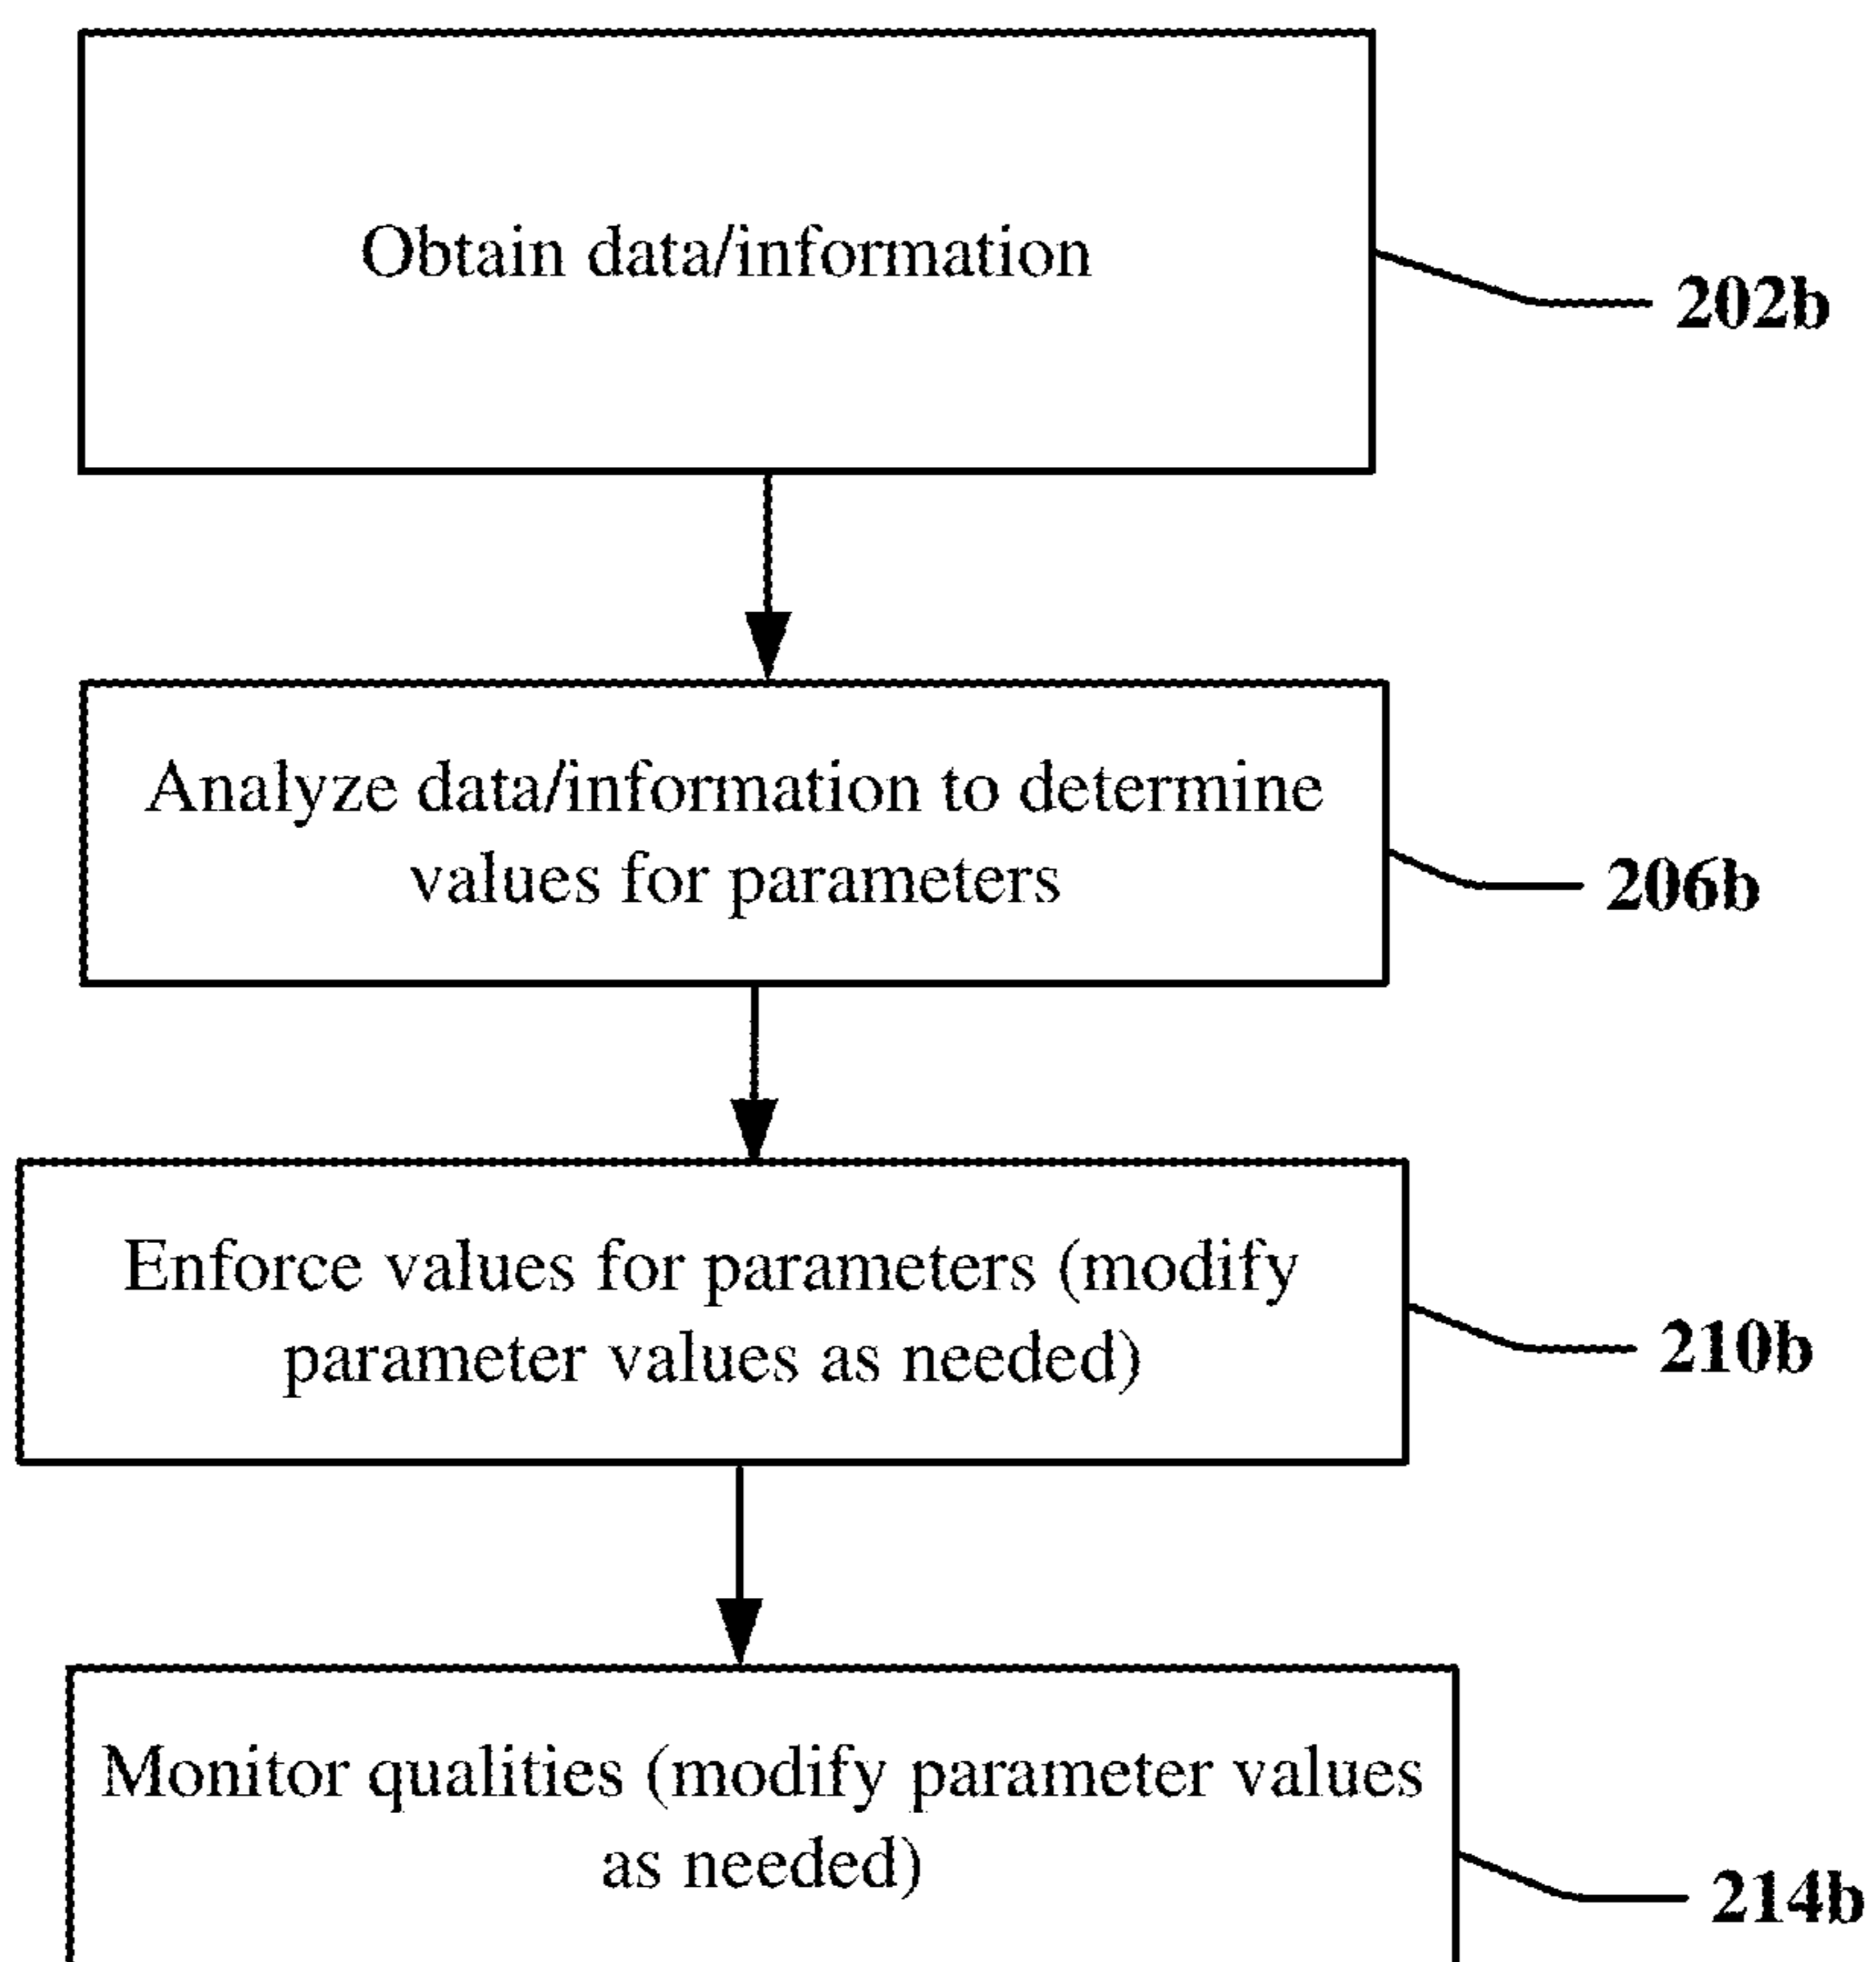 Obtain data/information
202b
Analyze data/information to determine
values for parameters
206b
Enforce values for parameters (modify
parameter values as needed)
210b
Monitor qualities (modify parameter values
as needed)
214b